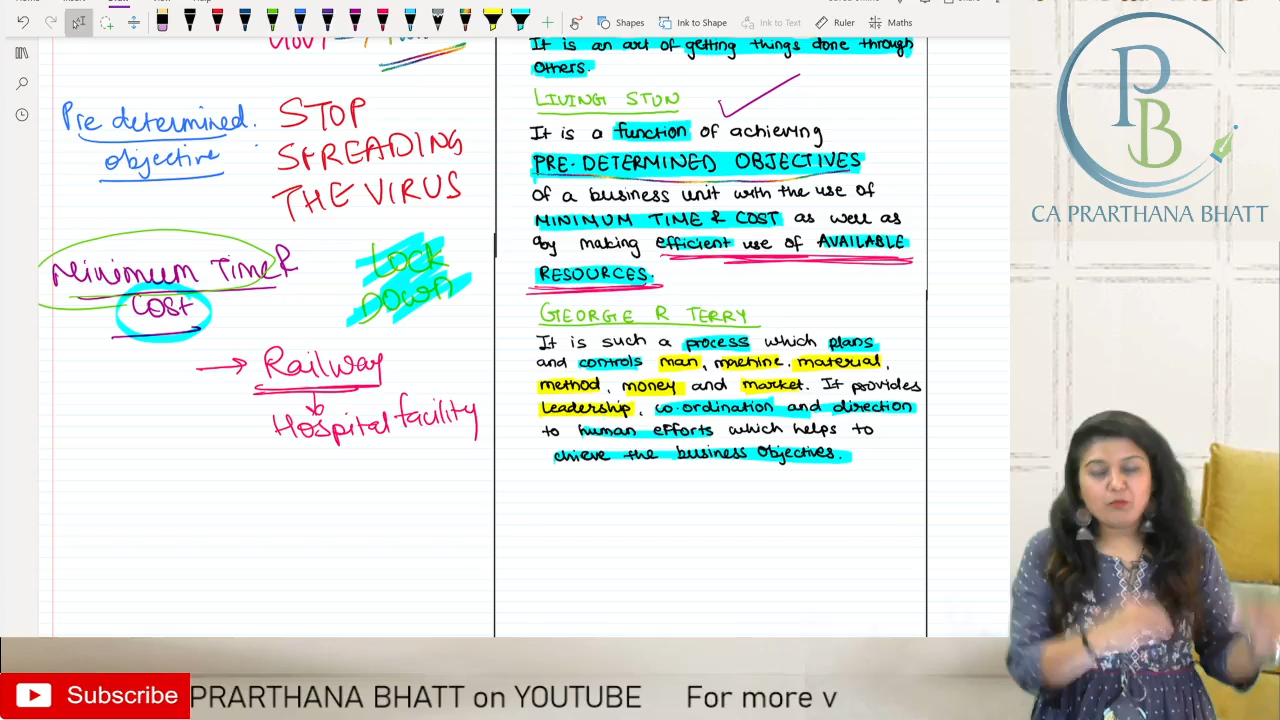 Shapes
Ink to Shape
Ink to Text
Ruler
Maths
It is an art of getting things done through
others.
LIVING STON
It is a function of achieving
PRE-DETERMINED OBJECTIVES
of a business unit with the use of
MINIMUM TIME & COST as well as
by making efficient use of AVAILABLE
RESOURCES.
GEORGE R TERRY
It is such a process which plans
and controls man, machine, material,
method, money and market. It provides
leadership, co-ordination and direction
to human efforts which helps to
chieve the business objectives.
Pre determined
objective
STOP
SPREADING
THE VIRUS
Minimum Time &
Cost
Lock
Down
→ Railway
Hospital facility
PB
CA PRARTHANA BHATT
Subscribe
PRARTHANA BHATT on YOUTUBE For more v